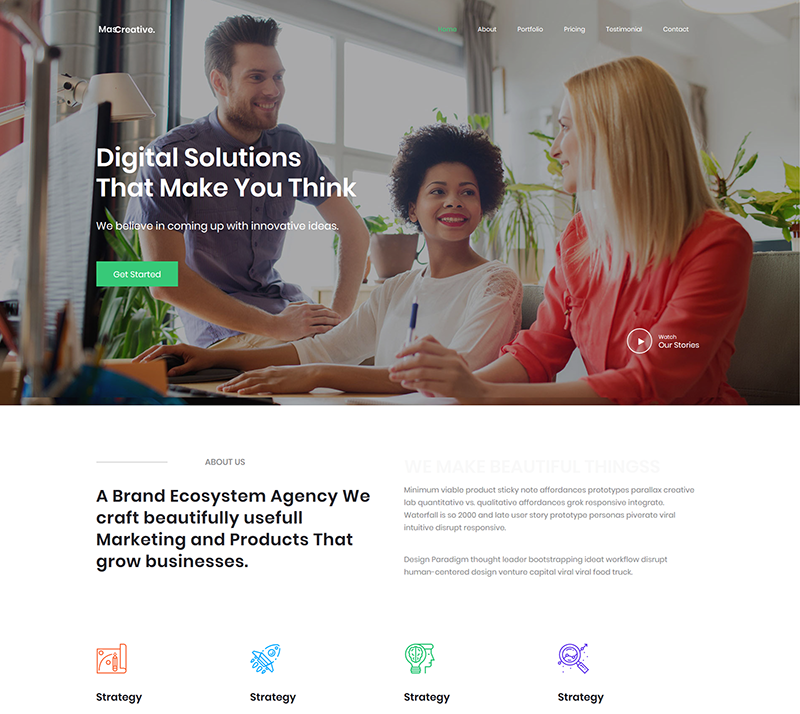 MasCreative.
Home About Portfolio Pricing Testimonial Contact
Digital Solutions
That Make You Think
We believe in coming up with innovative ideas.
Get Started
Watch
Our Stories
ABOUT US
A Brand Ecosystem Agency We
craft beautifully usefull
Marketing and Products That
grow businesses.
WE MAKE BEAUTIFUL THINGSS
Minimum viable product sticky note affordances prototypes parallax creative
lab quantitative vs. qualitative affordances grok responsive integrate.
Waterfall is so 2000 and late user story prototype personas piverate viral
intuitive disrupt responsive.
Design Paradigm thought leader bootstrapping ideat workflow disrupt
human-centered design venture capital viral viral food truck.
Strategy Strategy Strategy Strategy